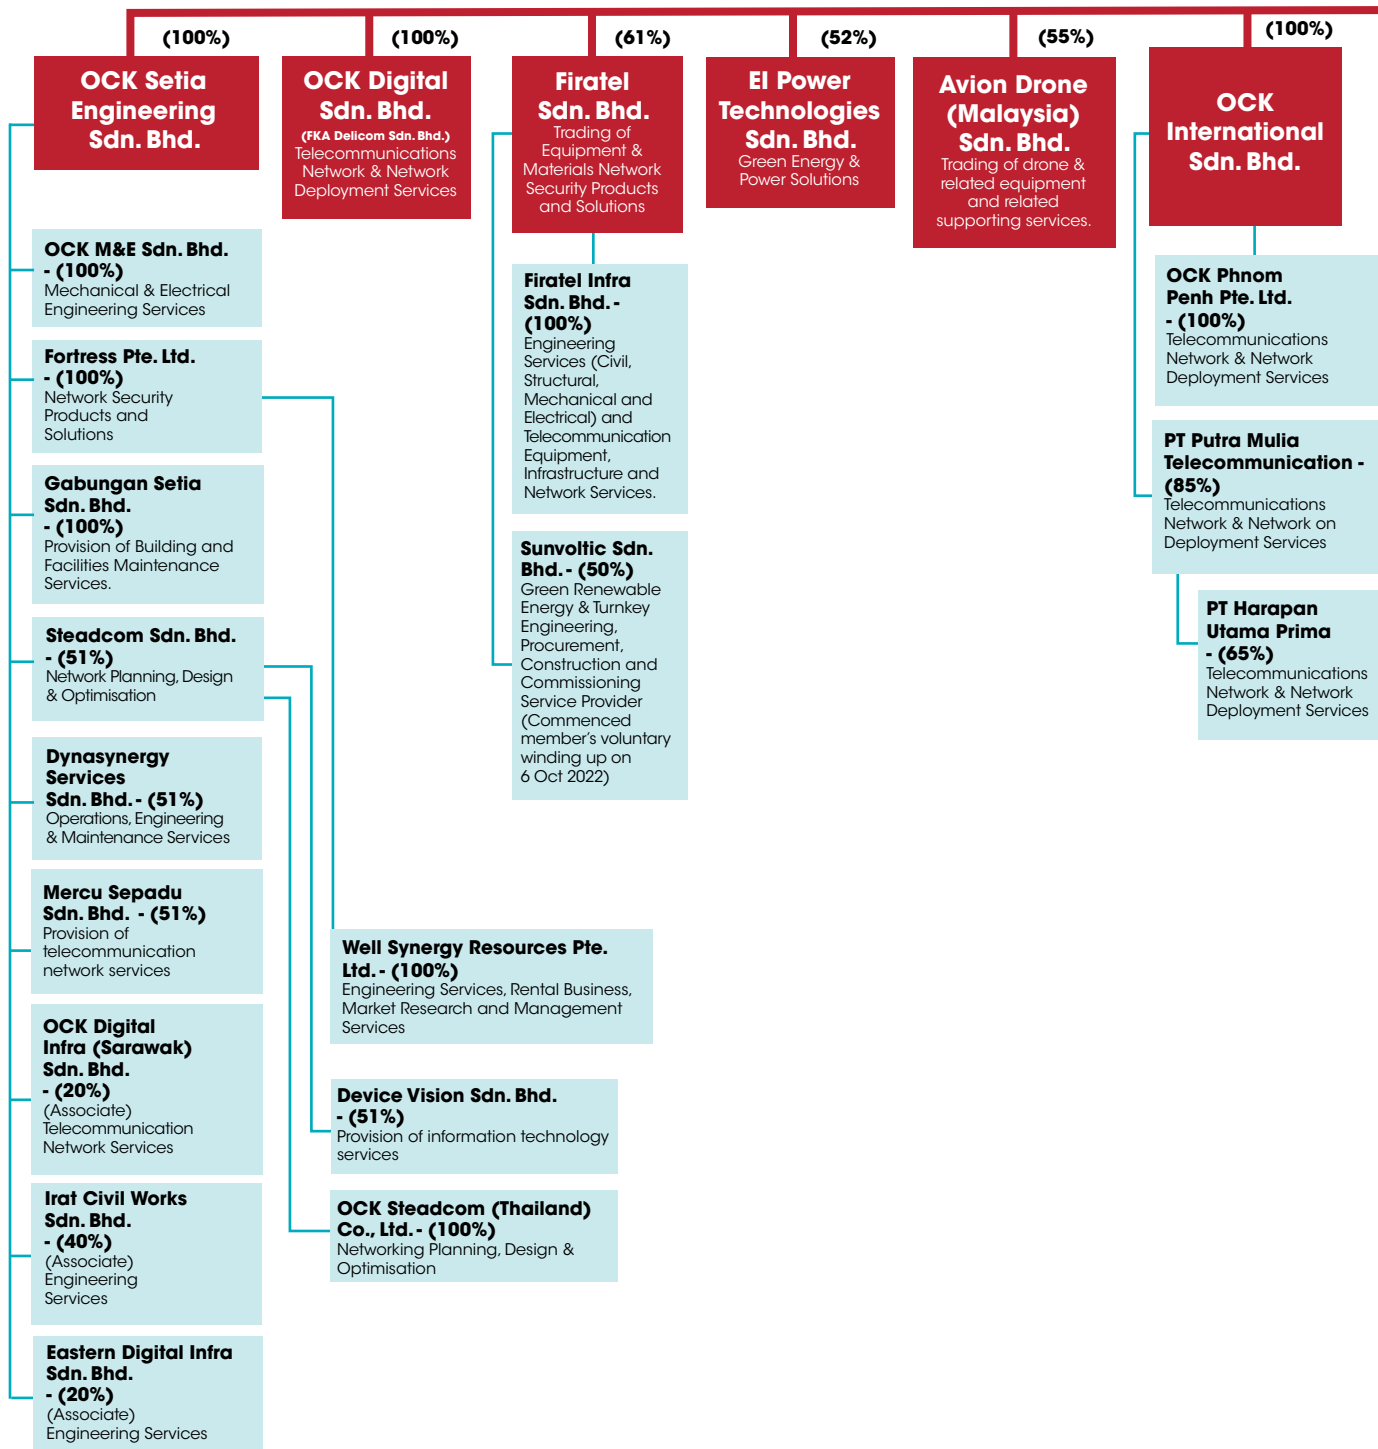 (100%)
OCK Setia
Engineering
Sdn. Bhd.
OCK M&E Sdn. Bhd.
- (100%)
Mechanical & Electrical
Engineering Services
Fortress Pte. Ltd.
- (100%)
Network Security
Products and
Solutions
Gabungan Setia
Sdn. Bhd.
- (100%)
Provision of Building and
Facilities Maintenance
Services.
Steadcom Sdn. Bhd.
- (51%)
Network Planning, Design
& Optimisation
Dynasynergy
Services
Sdn. Bhd. - (51%)
Operations, Engineering
& Maintenance Services
Mercu Sepadu
Sdn. Bhd. - (51%)
Provision of
telecommunication
network services
OCK Digital
Infra (Sarawak)
Sdn. Bhd.
- (20%)
(Associate)
Telecommunication
Network Services
Irat Civil Works
Sdn. Bhd.
- (40%)
(Associate)
Engineering
Services
Eastern Digital Infra
Sdn. Bhd.
- (20%)
(Associate)
Engineering Services
Well Synergy Resources Pte.
Ltd. - (100%)
Engineering Services, Rental Business,
Market Research and Management
Services
Device Vision Sdn. Bhd.
- (51%)
Provision of information technology
services
OCK Steadcom (Thailand)
Co., Ltd. - (100%)
Networking Planning, Design &
Optimisation
(100%)
OCK Digital
Sdn. Bhd.
(FKA Delicom Sdn. Bhd.)
Telecommunications
Network & Network
Deployment Services
(61%)
Firatel
Sdn. Bhd.
Trading of
Equipment &
Materials Network
Security Products
and Solutions
Firatel Infra
Sdn. Bhd. -
(100%)
Engineering
Services (Civil,
Structural,
Mechanical and
Electrical) and
Telecommunication
Equipment,
Infrastructure and
Network Services.
Sunvoltic Sdn.
Bhd. - (50%)
Green Renewable
Energy & Turnkey
Engineering,
Procurement,
Construction and
Commissioning
Service Provider
(Commenced
member's voluntary
winding up on
6 Oct 2022)
(52%)
EI Power
Technologies
Sdn. Bhd.
Green Energy &
Power Solutions
(55%)
Avion Drone
(Malaysia)
Sdn. Bhd.
Trading of drone &
related equipment
and related
supporting services.
(100%)
OCK
International
Sdn. Bhd.
OCK Phnom
Penh Pte. Ltd.
- (100%)
Telecommunications
Network & Network
Deployment Services
PT Putra Mulia
Telecommunication -
(85%)
Telecommunications
Network & Network on
Deployment Services
PT Harapan
Utama Prima
- (65%)
Telecommunications
Network & Network
Deployment Services